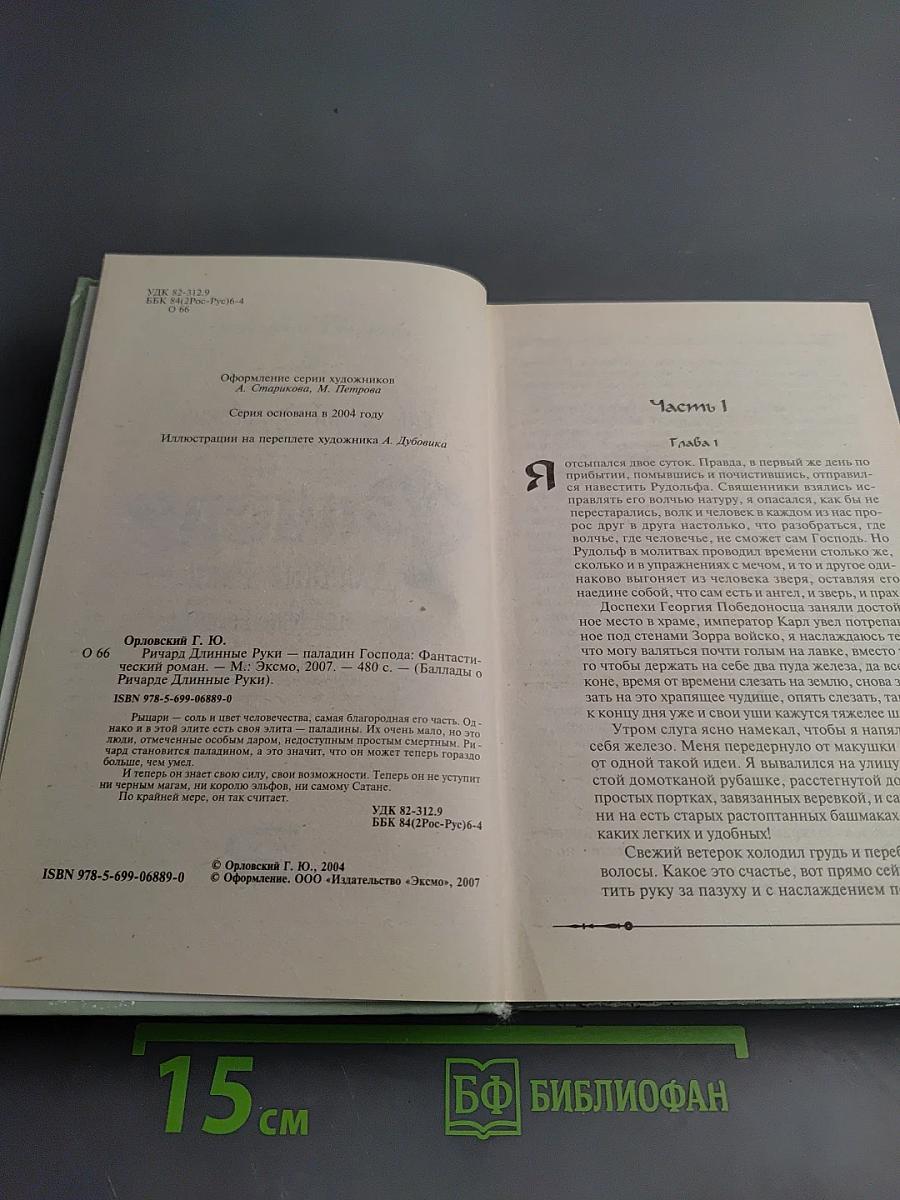 УДК 82-312.9
ББК 84(2Рос-Рус)6-4
О 66
Оформление серии художников
А. Старикова, М. Петрова
Серия основана в 2004 году
Иллюстрации на переплете художника А. Дубовика
Орловский Г. Ю.
О 66 Ричард Длинные Руки — паладин Господа: Фантасти-
ческий роман. — М.: Эксмо, 2007. — 480 с. — (Баллады о
Ричарде Длинные Руки).
ISBN 978-5-699-06889-0
Рыцари — соль и цвет человечества, самая благородная его часть. Од-
нако и в этой элите есть своя элита — паладины. Их очень мало, но это
люди, отмеченные особым даром, недоступным простым смертным. Ри-
чард становится паладином, а это значит, что он может теперь гораздо
больше, чем умел.
И теперь он знает свою силу, свои возможности. Теперь он не уступит
ни черным магам, ни королю эльфов, ни самому Сатане.
По крайней мере, он так считает.
УДК 82-312.9
ББК 84(2Рос-Рус)6-4
© Орловский Г. Ю., 2004
ISBN 978-5-699-06889-0 © Оформление. ООО «Издательство «Эксмо», 2007
Часть 1
Глава 1
Я отсыпался двое суток. Правда, в первый же день по
прибытии, помывшись и почистившись, отправил-
ся навестить Рудольфа. Священники взялись ис-
правлять его волчью натуру, я опасался, как бы не
перестарались, волк и человек в каждом из нас про-
рос друг в друга настолько, что разобраться, где
волчье, где человечье, не сможет сам Господь. Но
Рудольф в молитвах проводил времени столько же,
сколько и в упражнениях с мечом, и то и другое оди-
наково выгоняет из человека зверя, оставляя его
наедине собой, что сам есть и ангел, и зверь, и прах
Доспехи Георгия Победоносца заняли достой
ное место в храме, император Карл увел потрепан
ное под стенами Зорра войско, я наслаждаюсь те
что могу валяться почти голым на лавке, вместо
го чтобы держать на себе два пуда железа, да все
коне, время от времени слезать на землю, снова з
зать на это храпящее чудище, опять слезать, та
к концу дня уже и свои уши кажутся тяжелее ш
Утром слуга ясно намекал, чтобы я напял
себя железо. Меня передернуло от макушки
от одной такой идеи. Я вывалился на улицу
стой домотканой рубашке, расстегнутой до
простых портках, завязанных веревкой, и са
ни на есть старых растоптанных башмаках
каких легких и удобных!
Свежий ветерок холодил грудь и переб
волосы. Какое это счастье, вот прямо сей
тить руку за пазуху и с наслаждением п
15 см
БФ БИБЛИОФАН